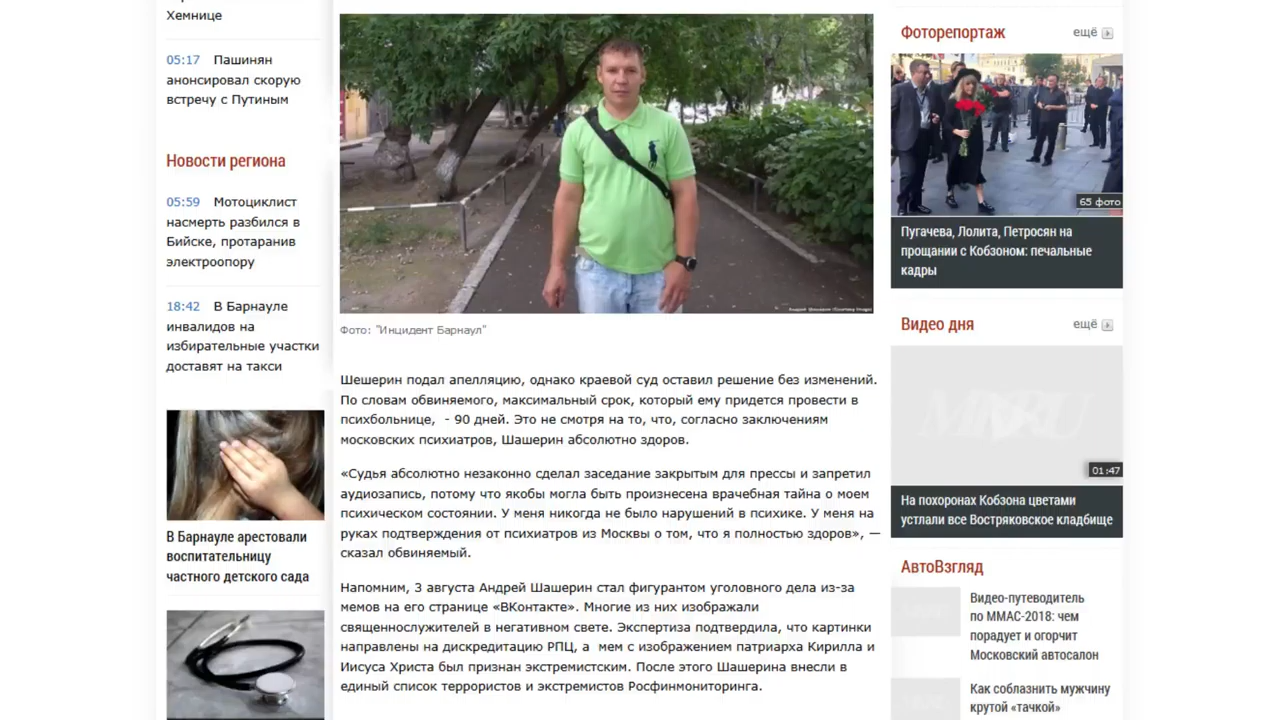 Хемнице
05:17 Пашинян
анонсировал скорую
встречу с Путиным
Новости региона
05:59 Мотоциклист
насмерть разбился в
Бийске, протаранив
электроопору
18:42 В Барнауле
инвалидов на
избирательные участки
доставят на такси
В Барнауле арестовали
воспитательницу
частного детского сада
Фото: "Инцидент Барнаул"
Шешерин подал апелляцию, однако краевой суд оставил решение без изменений.
По словам обвиняемого, максимальный срок, который ему придется провести в
психбольнице, - 90 дней. Это не смотря на то, что, согласно заключениям
московских психиатров, Шашерин абсолютно здоров.
«Судья абсолютно незаконно сделал заседание закрытым для прессы и запретил
аудиозапись, потому что якобы могла быть произнесена врачебная тайна о моем
психическом состоянии. У меня никогда не было нарушений в психике. У меня на
руках подтверждения от психиатров из Москвы о том, что я полностью здоров», —
сказал обвиняемый.
Напомним, 3 августа Андрей Шашерин стал фигурантом уголовного дела из-за
мемов на его странице «ВКонтакте». Многие из них изображали
священнослужителей в негативном свете. Экспертиза подтвердила, что картинки
направлены на дискредитацию РПЦ, а мем с изображением патриарха Кирилла и
Иисуса Христа был признан экстремистским. После этого Шашерина внесли в
единый список террористов и экстремистов Росфинмониторинга.
Фоторепортаж ещё
65 фото
Пугачева, Лолита, Петросян на
прощании с Кобзоном: печальные
кадры
Видео дня ещё
01:47
На похоронах Кобзона цветами
устлали все Востряковское кладбище
АвтоВзгляд
Видео-путеводитель
по ММАС-2018: чем
порадует и огорчит
Московский автосалон
Как соблазнить мужчину
крутой «тачкой»